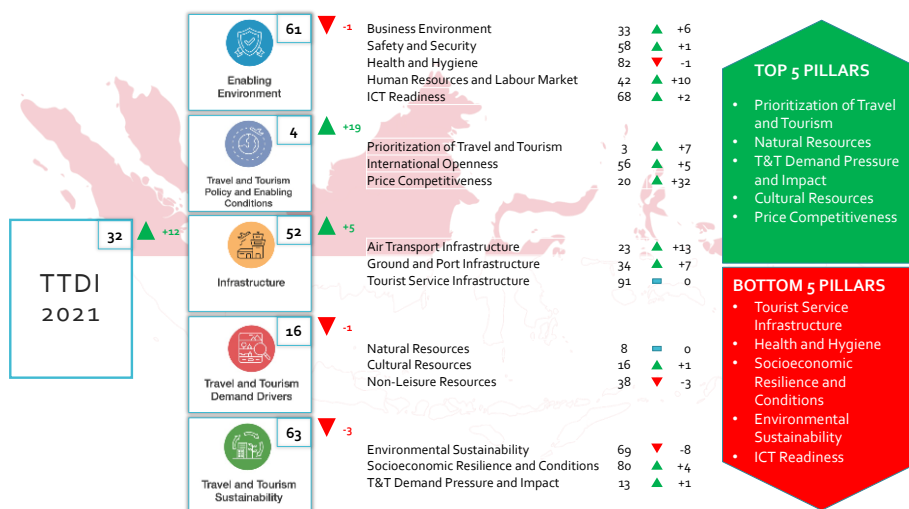 TTDI
2021
32
+12
61
-1
Enabling
Environment
Business Environment 33 +6
Safety and Security 58 +1
Health and Hygiene 82 -1
Human Resources and Labour Market 42 +10
ICT Readiness 68 +2
4
+19
Travel and Tourism
Policy and Enabling
Conditions
Prioritization of Travel and Tourism 3 +7
International Openness 56 +5
Price Competitiveness 20 +32
52
+5
Infrastructure
Air Transport Infrastructure 23 +13
Ground and Port Infrastructure 34 +7
Tourist Service Infrastructure 91 0
16
-1
Travel and Tourism
Demand Drivers
Natural Resources 8 0
Cultural Resources 16 +1
Non-Leisure Resources 38 -3
63
-3
Travel and Tourism
Sustainability
Environmental Sustainability 69 -8
Socioeconomic Resilience and Conditions 80 +4
T&T Demand Pressure and Impact 13 +1
TOP 5 PILLARS
• Prioritization of Travel
and Tourism
• Natural Resources
• T&T Demand Pressure
and Impact
• Cultural Resources
• Price Competitiveness
BOTTOM 5 PILLARS
• Tourist Service
Infrastructure
• Health and Hygiene
• Socioeconomic
Resilience and
Conditions
• Environmental
Sustainability
• ICT Readiness